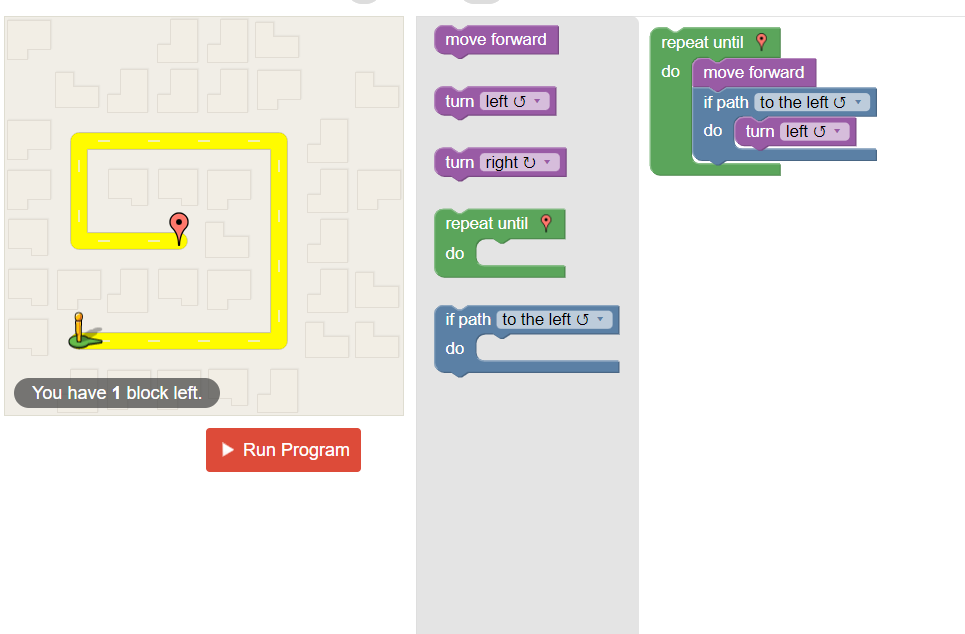 You have 1 block left.
Run Program
move forward
turn left ↺
turn right ↻
repeat until
do
if path to the left ↺
do
repeat until
do
move forward
if path to the left ↺
do
turn left ↺